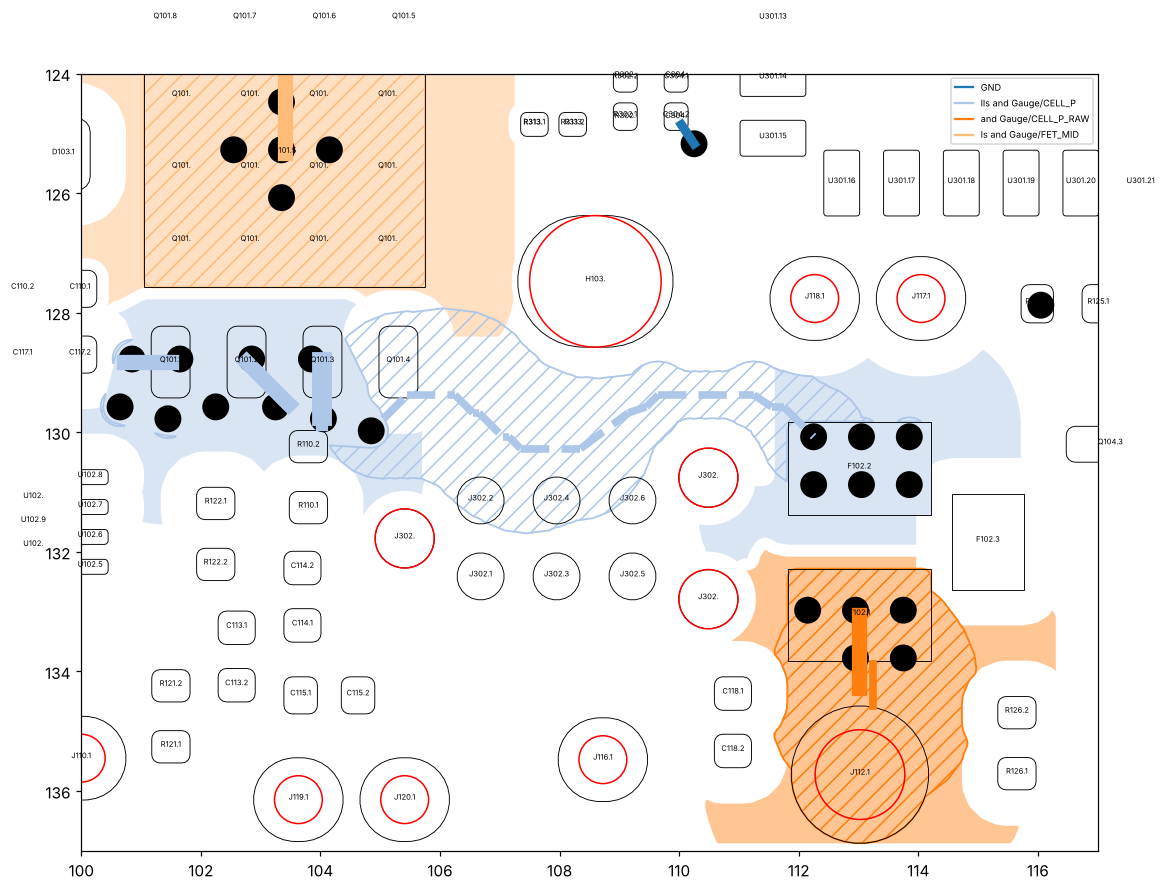 Q101.8 Q101.7 Q101.6 Q101.5 U301.13
GND
lls and Gauge/CELL_P
and Gauge/CELL_P_RAW
ls and Gauge/FET_MID
U301.14
U301.15
R313.1
D103.1
Q101. Q101. Q101. Q101.
Q101. Q101. Q101.
Q101. Q101. Q101. Q101.
U301.16 U301.17 U301.18 U301.19 U301.20 U301.21
H103.
C110.2 C110.1
J118.1 J117.1
R125.1
C117.1 C117.2
Q101.3 Q101.4
R110.2
F102.2
Q104.3
U102.8
U102. U102.7
U102.9
U102. U102.6
U102.5
R122.1 R110.1
J302.2 J302.4 J302.6
J302.
J302.
F102.3
R122.2 C114.2
J302.1 J302.3 J302.5
J302.
C113.1 C114.1
R121.2 C113.2 C115.1 C115.2
C118.1
R126.2
R121.1
J110.1
J116.1
C118.2
J112.1
R126.1
J119.1 J120.1
124
126
128
130
132
134
136
100 102 104 106 108 110 112 114 116